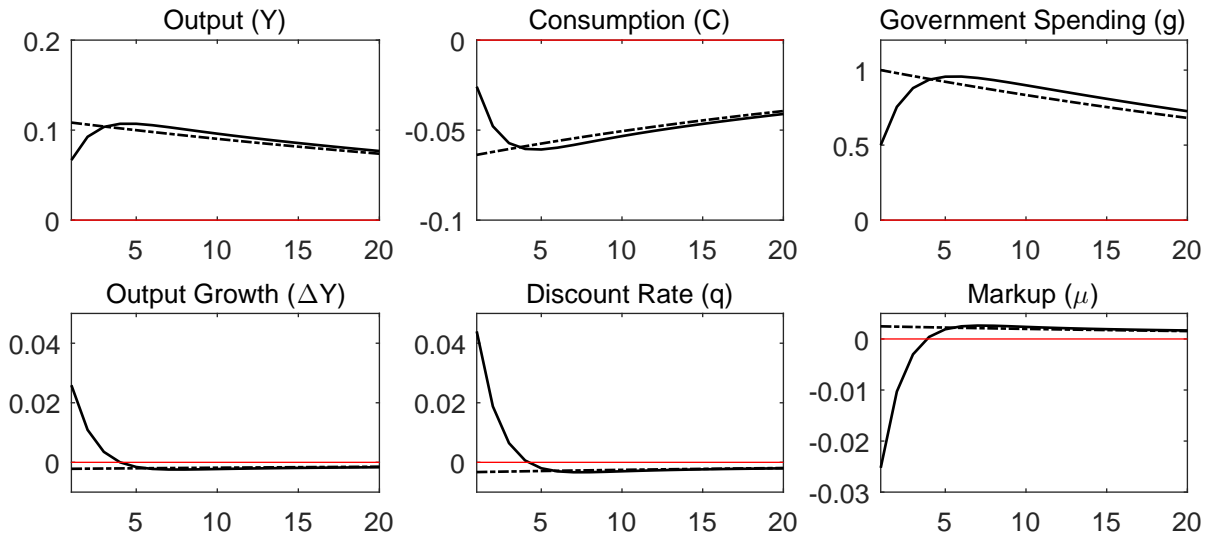 Output (Y)
0.2
0.1
0
5 10 15 20
Consumption (C)
0
-0.05
-0.1
5 10 15 20
Government Spending (g)
1
0.5
0
5 10 15 20
Output Growth (ΔY)
0.04
0.02
0
5 10 15 20
Discount Rate (q)
0.04
0.02
0
5 10 15 20
Markup (μ)
0
-0.01
-0.02
-0.03
5 10 15 20